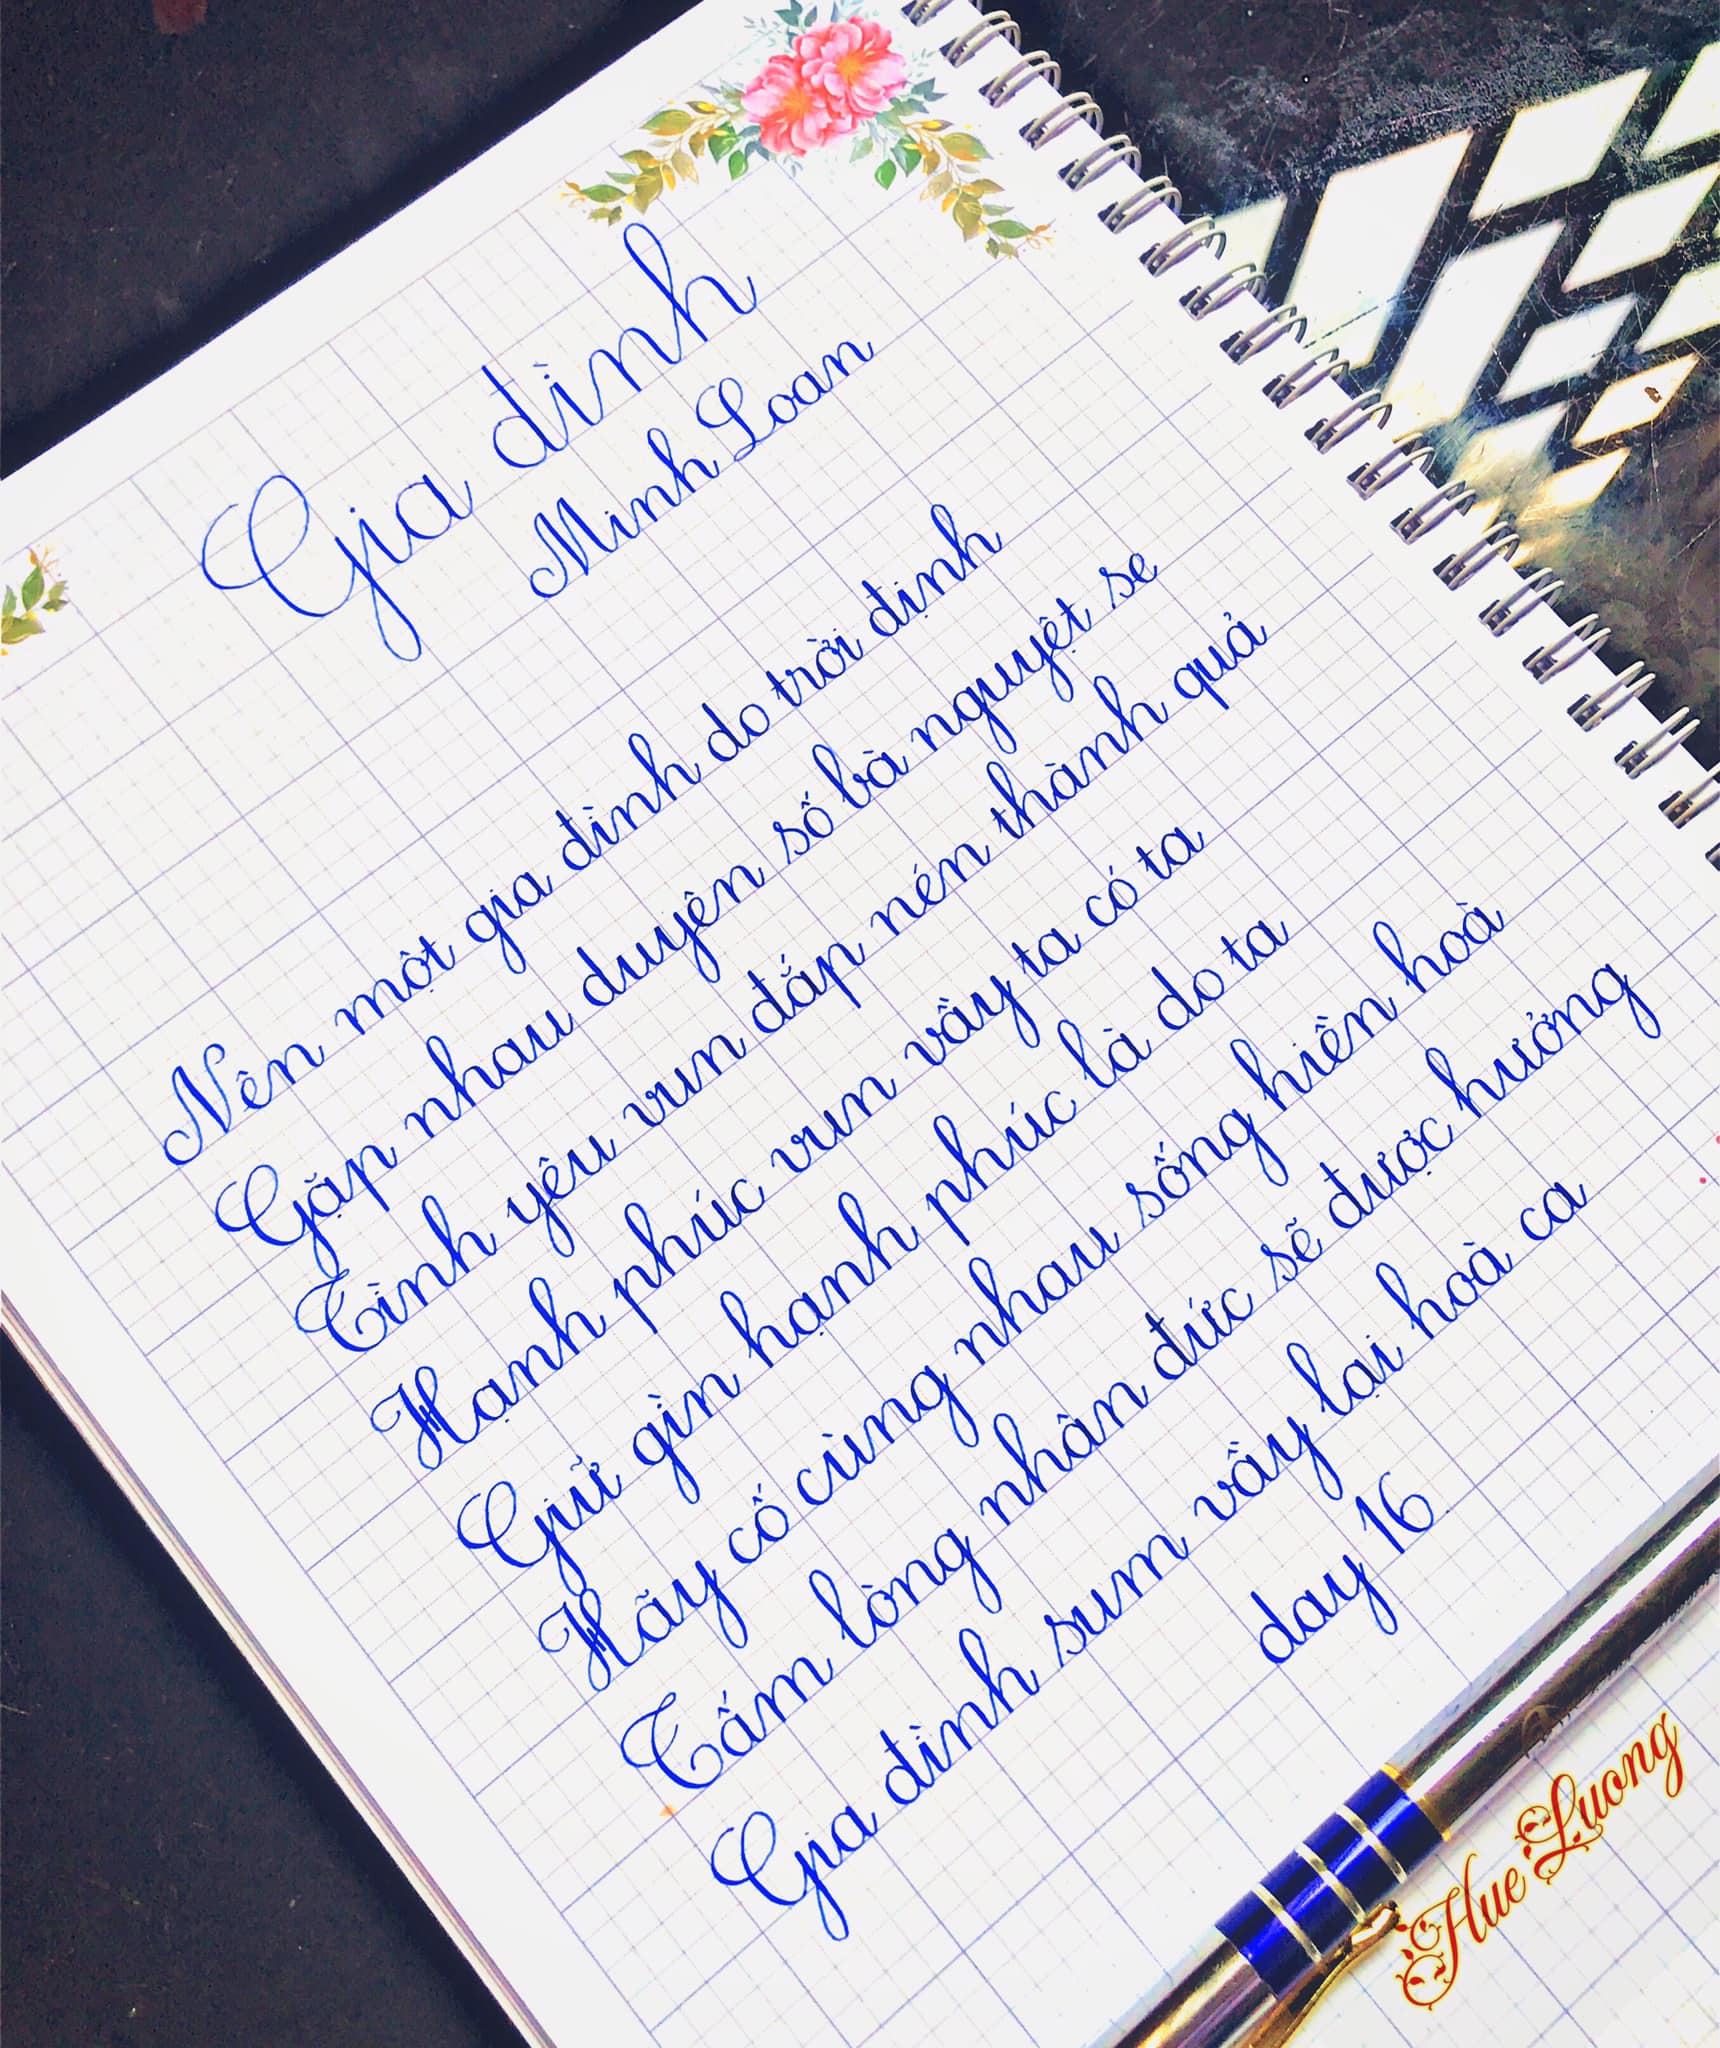 Gia đình
Minh Loan
Nên một gia đình do trời định
Gặp nhau duyên số bà nguyệt se
Tình yêu vun đắp nén thành quả
Hạnh phúc vun vầy ta có ta
Giữ gìn hạnh phúc là do ta
Hãy cố cùng nhau sống hiền hoà
Tấm lòng nhân đức sẽ được hưởng
Gia đình sum vầy lại hoà ca
day 16
Hue Luong